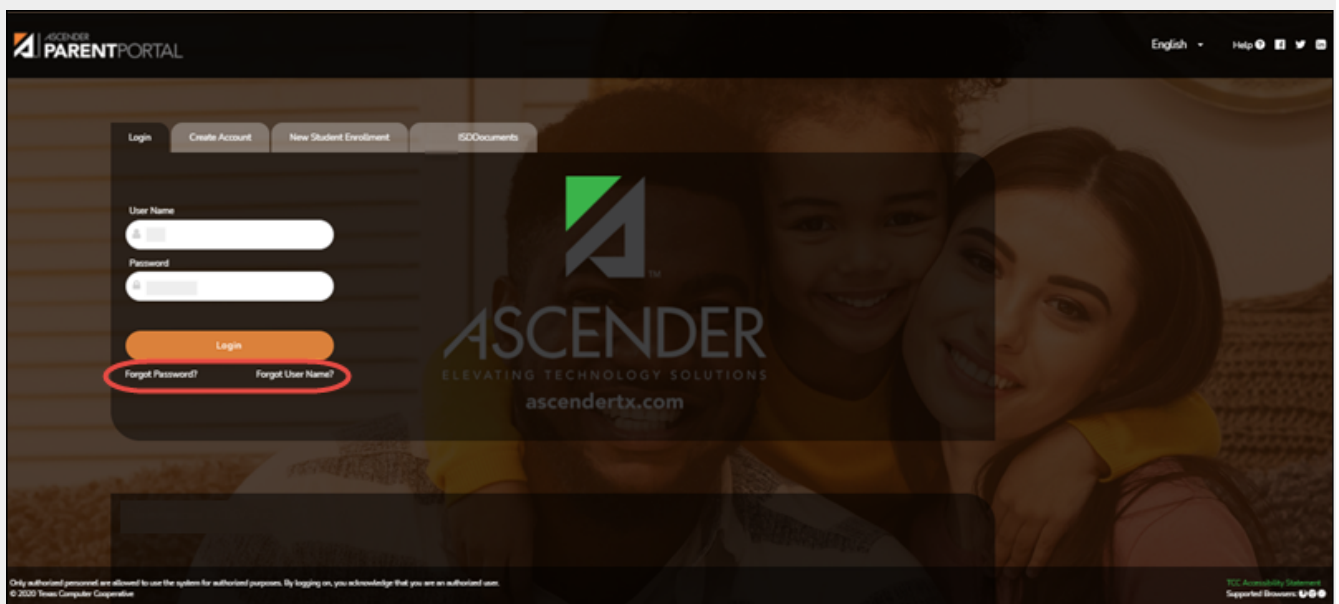 ASCENDER
PARENTPORTAL
English
Help
Login
Create Account
New Student Enrollment
ISDDocuments
User Name
Password
Login
Forgot Password?
Forgot User Name?
ASCENDER
TM
ELEVATING TECHNOLOGY SOLUTIONS
ascendertx.com
Only authorized personnel are allowed to use the system for authorized purposes. By logging on, you acknowledge that you are an authorized user.
© 2020 Texas Computer Cooperative
TCC Accessibility Statement
Supported Browsers: